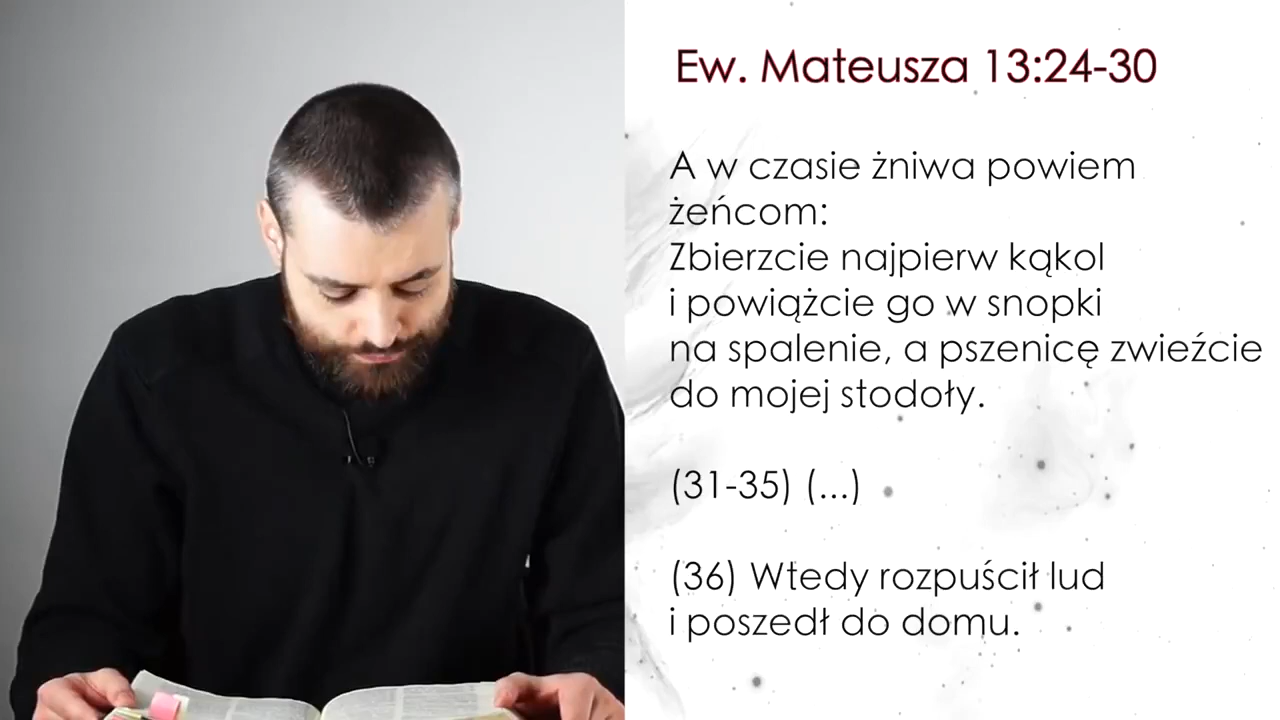 Ew. Mateusza 13:24-30
A w czasie żniwa powiem
żeńcom:
Zbierzcie najpierw kąkol
i powiążcie go w snopki
na spalenie, a pszenicę zwieźcie
do mojej stodoły.
(31-35) (...)
(36) Wtedy rozpuścił lud
i poszedł do domu.